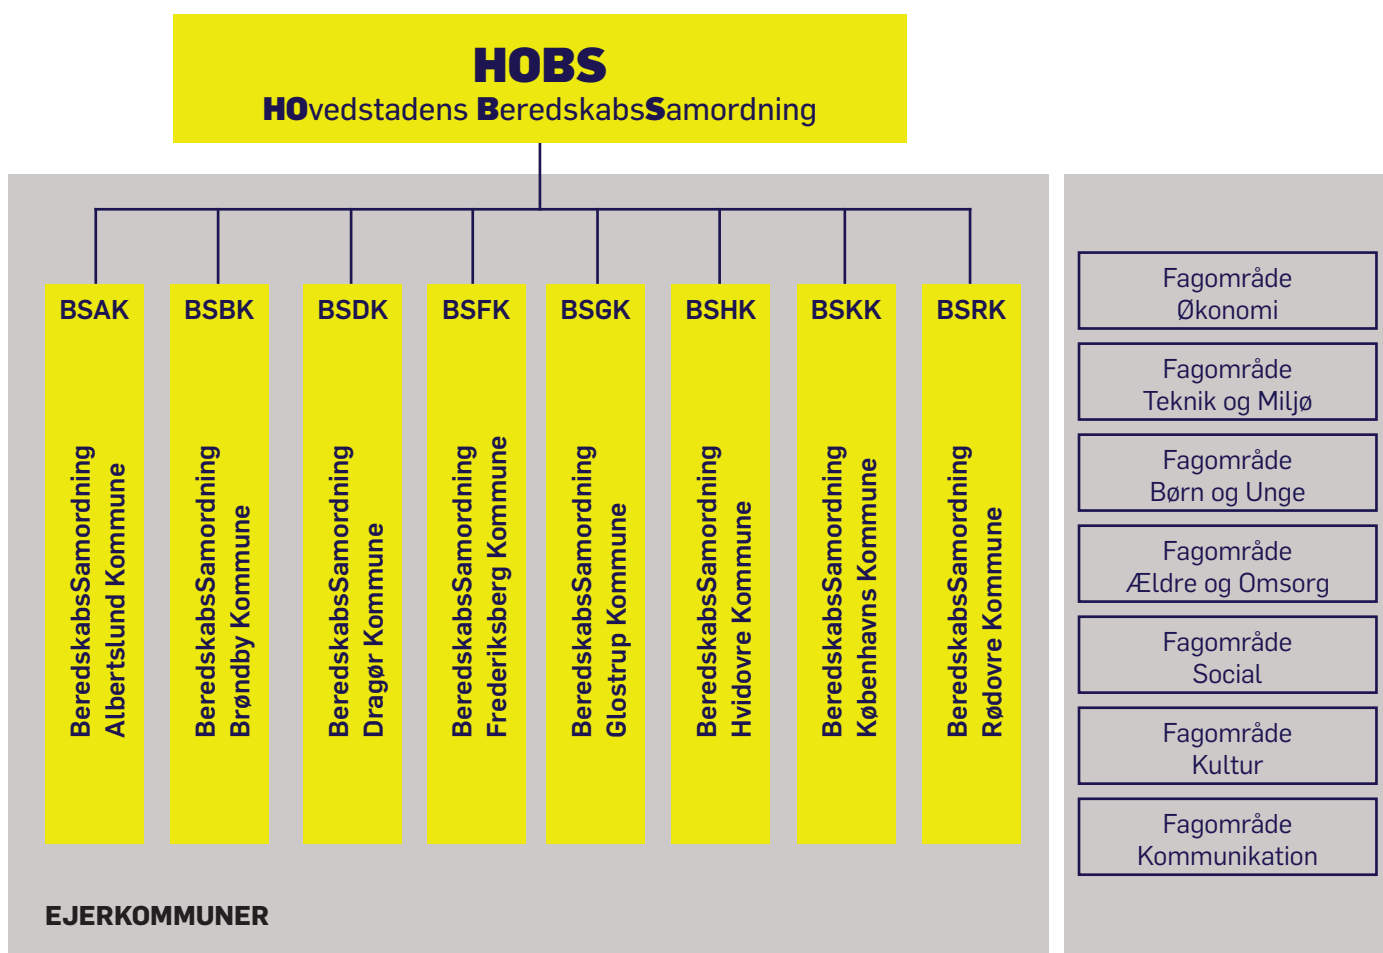 HOBS
HOvedstadens BeredskabsSamordning
BSAK
BeredskabsSamordning
Albertslund Kommune
BSBK
BeredskabsSamordning
Brøndby Kommune
BSDK
BeredskabsSamordning
Dragør Kommune
BSFK
BeredskabsSamordning
Frederiksberg Kommune
BSGK
BeredskabsSamordning
Glostrup Kommune
BSHK
BeredskabsSamordning
Hvidovre Kommune
BSKK
BeredskabsSamordning
Københavns Kommune
BSRK
BeredskabsSamordning
Rødovre Kommune
EJERKOMMUNER
Fagområde
Økonomi
Fagområde
Teknik og Miljø
Fagområde
Børn og Unge
Fagområde
Ældre og Omsorg
Fagområde
Social
Fagområde
Kultur
Fagområde
Kommunikation